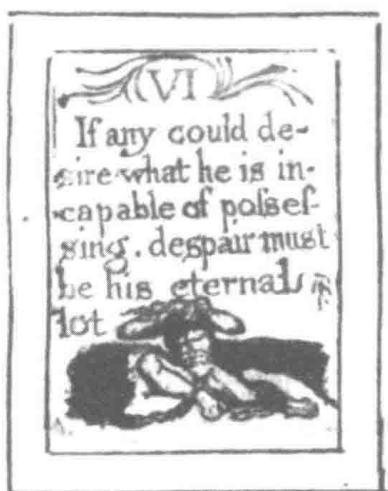 VI
If any could de-
sire what he is in-
capable of poſseſ-
sing, despair must
be his eternal
lot